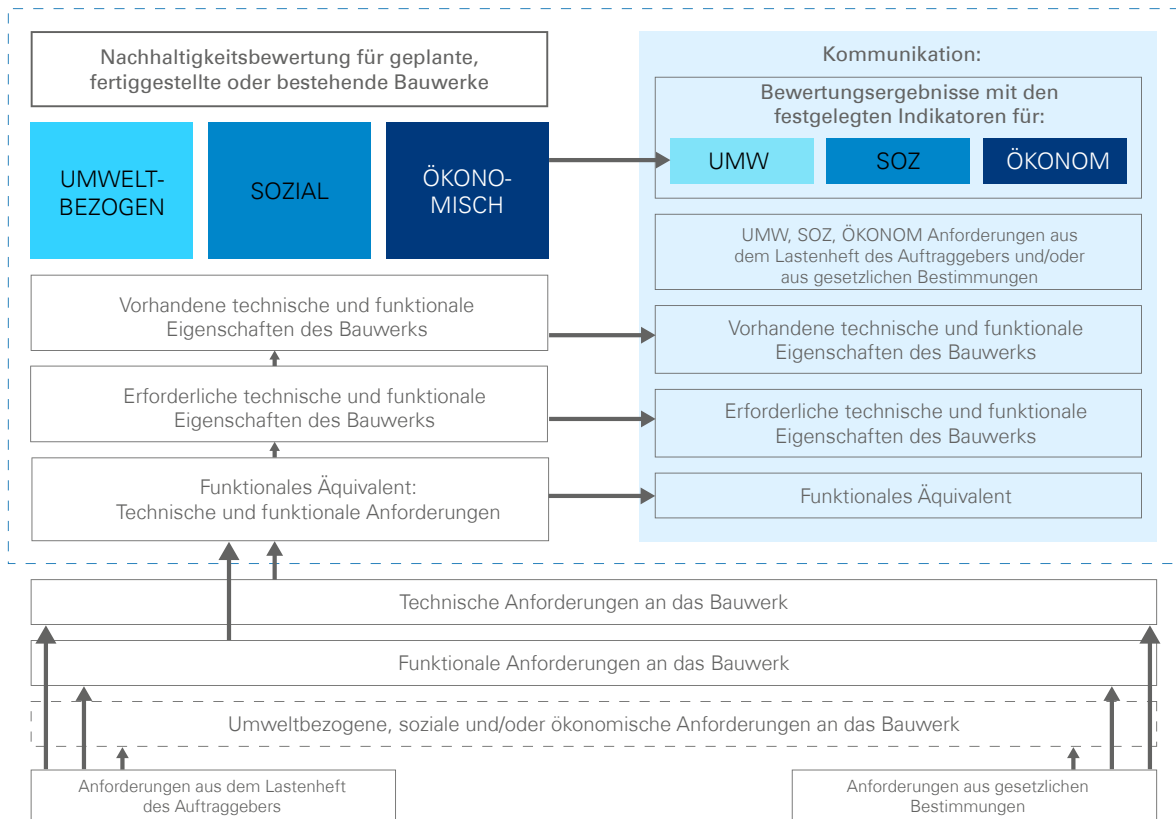 Nachhaltigkeitsbewertung für geplante,
fertiggestellte oder bestehende Bauwerke
UMWELT-
BEZOGEN
SOZIAL
ÖKONO-
MISCH
Vorhandene technische und funktionale
Eigenschaften des Bauwerks
Erforderliche technische und funktionale
Eigenschaften des Bauwerks
Funktionales Äquivalent:
Technische und funktionale Anforderungen
Kommunikation:
Bewertungsergebnisse mit den
festgelegten Indikatoren für:
UMW
SOZ
ÖKONOM
UMW, SOZ, ÖKONOM Anforderungen aus
dem Lastenheft des Auftraggebers und/oder
aus gesetzlichen Bestimmungen
Vorhandene technische und funktionale
Eigenschaften des Bauwerks
Erforderliche technische und funktionale
Eigenschaften des Bauwerks
Funktionales Äquivalent
Technische Anforderungen an das Bauwerk
Funktionale Anforderungen an das Bauwerk
Umweltbezogene, soziale und/oder ökonomische Anforderungen an das Bauwerk
Anforderungen aus dem Lastenheft
des Auftraggebers
Anforderungen aus gesetzlichen
Bestimmungen